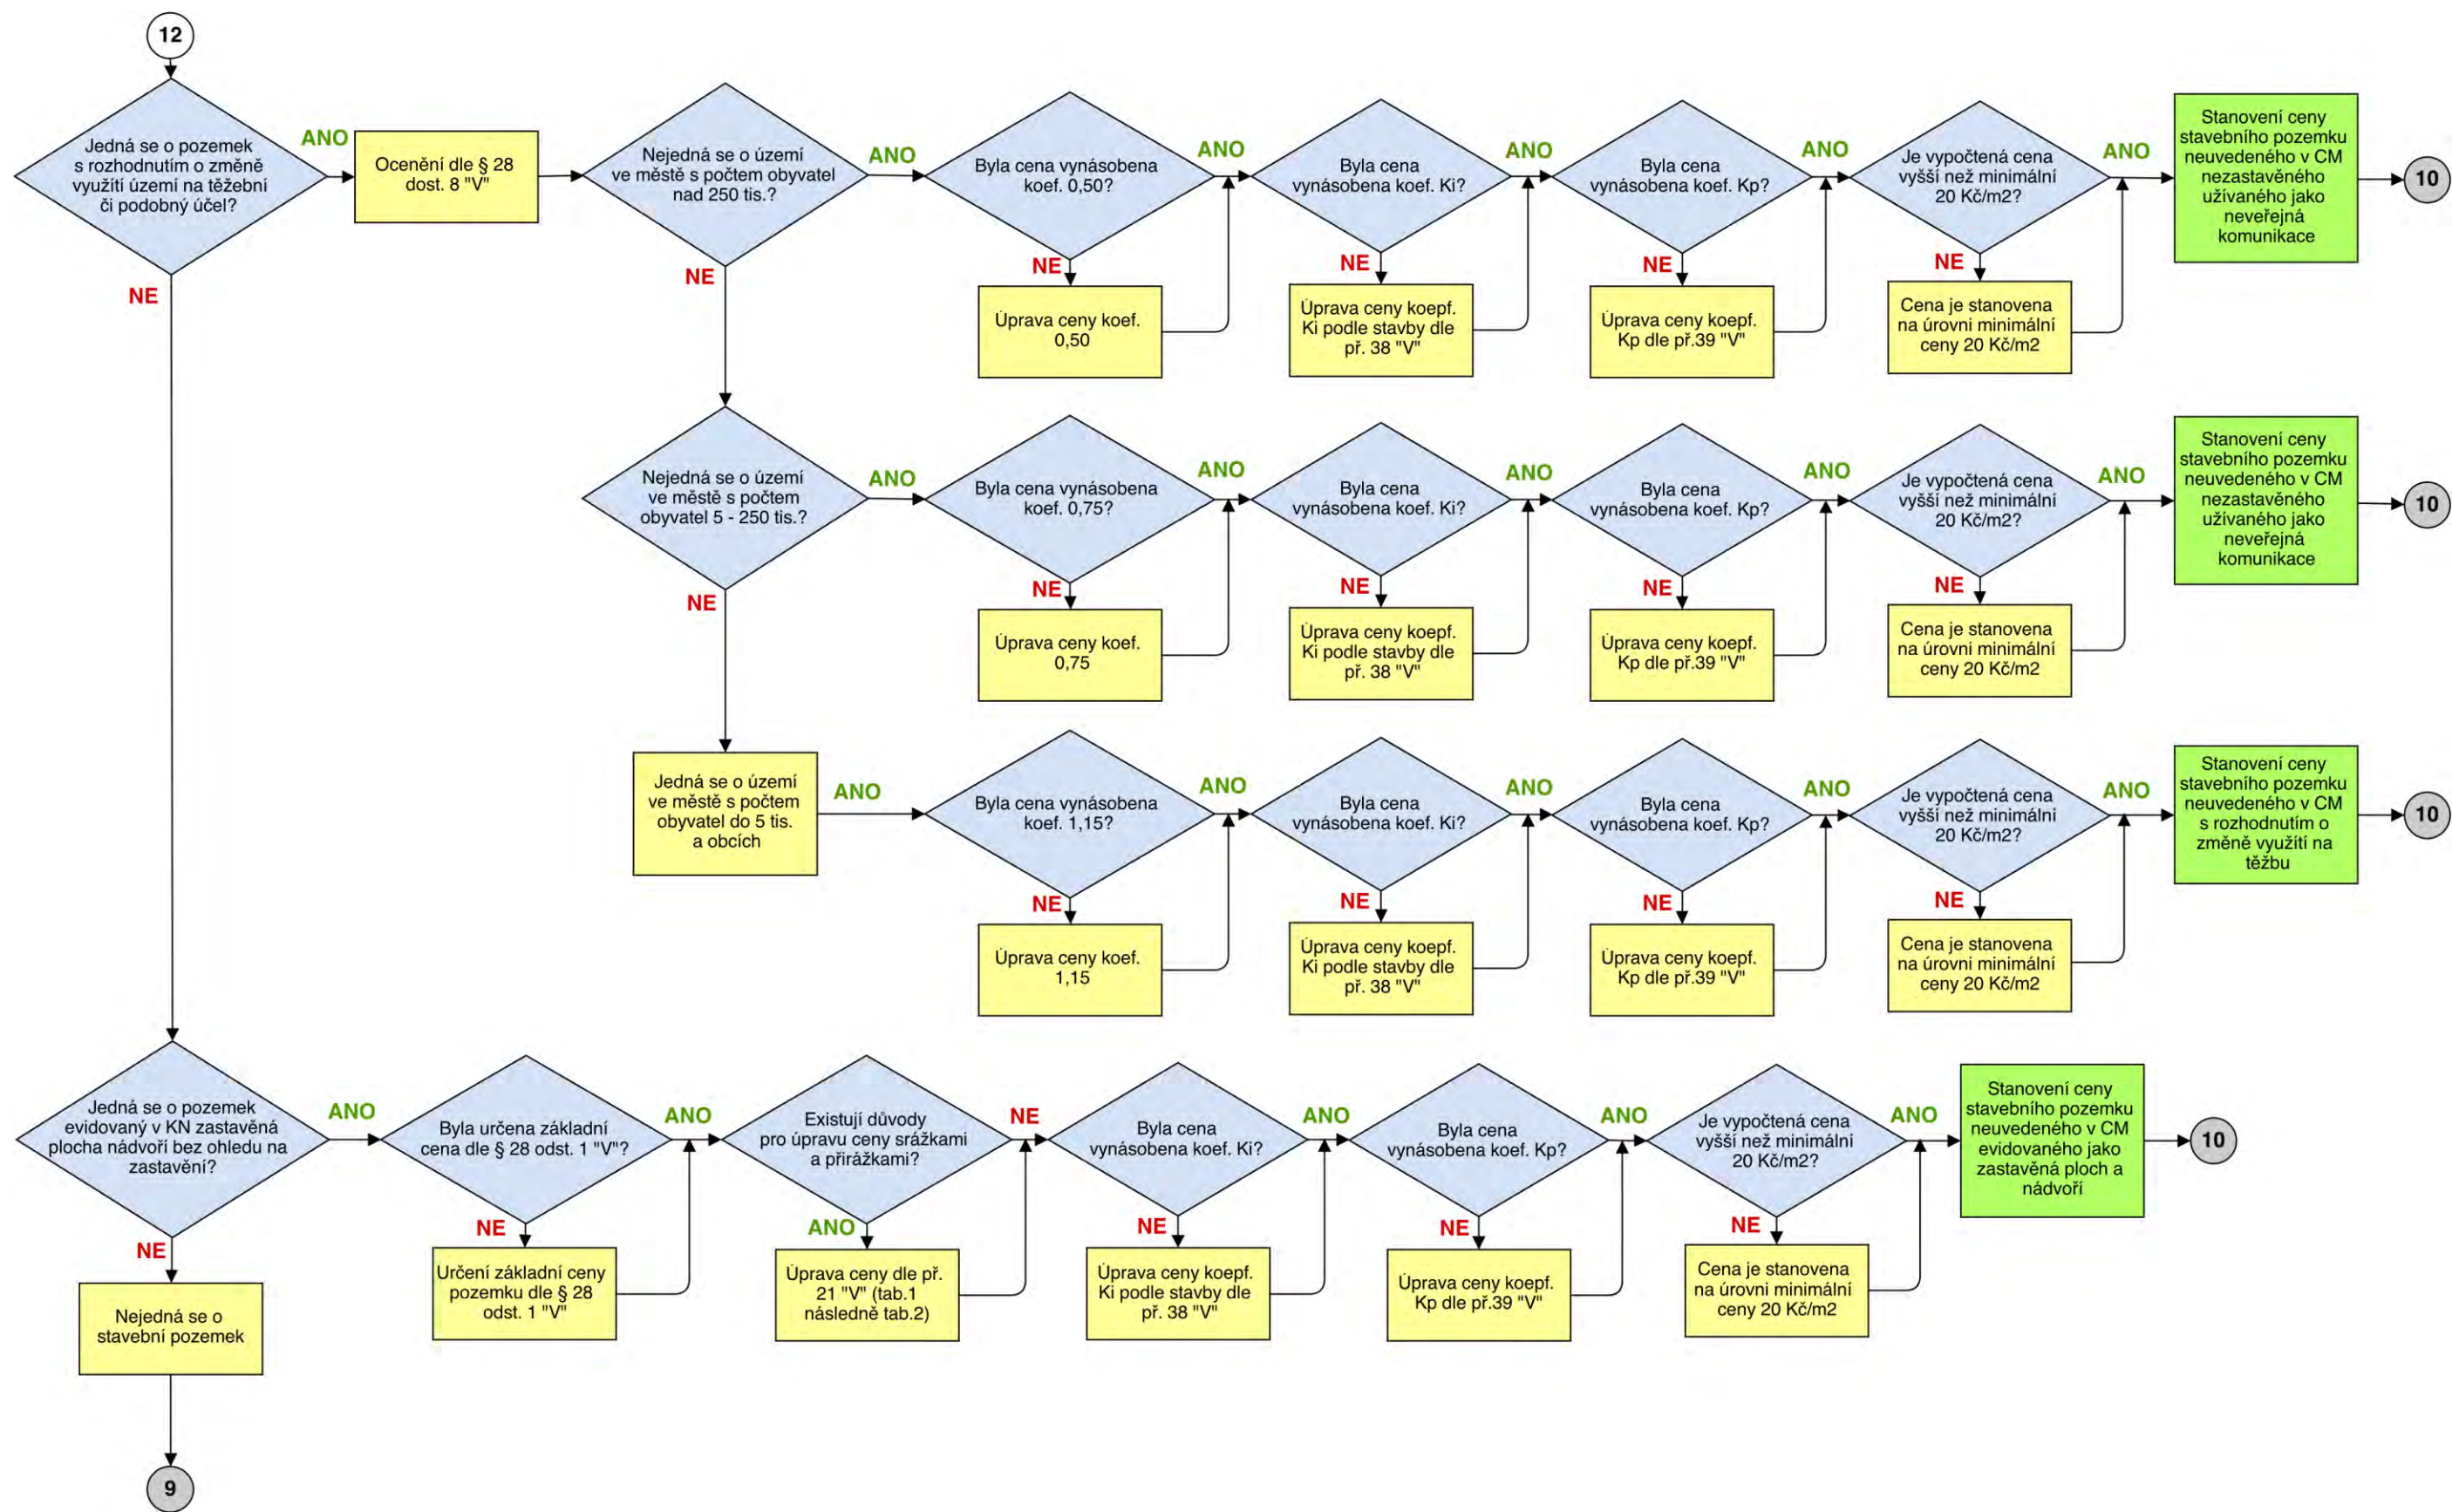 12
Jedná se o pozemek
s rozhodnutím o změně
využítí území na těžební
či podobný účel?
ANO
NE
Ocenění dle § 28
dost. 8 "V"
Nejedná se o území
ve městě s počtem obyvatel
nad 250 tis.?
ANO
NE
Byla cena vynásobena
koef. 0,50?
ANO
NE
Úprava ceny koef.
0,50
Byla cena
vynásobena koef. Ki?
ANO
NE
Úprava ceny koepf.
Ki podle stavby dle
př. 38 "V"
Byla cena
vynásobena koef. Kp?
ANO
NE
Úprava ceny koepf.
Kp dle př.39 "V"
Je vypočtená cena
vyšší než minimální
20 Kč/m2?
ANO
NE
Cena je stanovena
na úrovni minimální
ceny 20 Kč/m2
Stanovení ceny
stavebního pozemku
neuvedeného v CM
nezastavěného
užívaného jako
neveřejná
komunikace
10
Nejedná se o území
ve městě s počtem
obyvatel 5 - 250 tis.?
ANO
NE
Byla cena vynásobena
koef. 0,75?
ANO
NE
Úprava ceny koef.
0,75
Byla cena
vynásobena koef. Ki?
ANO
NE
Úprava ceny koepf.
Ki podle stavby dle
př. 38 "V"
Byla cena
vynásobena koef. Kp?
ANO
NE
Úprava ceny koepf.
Kp dle př.39 "V"
Je vypočtená cena
vyšší než minimální
20 Kč/m2?
ANO
NE
Cena je stanovena
na úrovni minimální
ceny 20 Kč/m2
Stanovení ceny
stavebního pozemku
neuvedeného v CM
nezastavěného
užívaného jako
neveřejná
komunikace
10
Jedná se o území
ve městě s počtem
obyvatel do 5 tis.
a obcích
ANO
Byla cena vynásobena
koef. 1,15?
ANO
NE
Úprava ceny koef.
1,15
Byla cena
vynásobena koef. Ki?
ANO
NE
Úprava ceny koepf.
Ki podle stavby dle
př. 38 "V"
Byla cena
vynásobena koef. Kp?
ANO
NE
Úprava ceny koepf.
Kp dle př.39 "V"
Je vypočtená cena
vyšší než minimální
20 Kč/m2?
ANO
NE
Cena je stanovena
na úrovni minimální
ceny 20 Kč/m2
Stanovení ceny
stavebního pozemku
neuvedeného v CM
s rozhodnutím o
změně využítí na
těžbu
10
Jedná se o pozemek
evidovaný v KN zastavěná
plocha nádvoří bez ohledu na
zastavění?
ANO
NE
Nejedná se o
stavební pozemek
9
Byla určena základní
cena dle § 28 odst. 1 "V"?
ANO
NE
Určení základní ceny
pozemku dle § 28
odst. 1 "V"
Existují důvody
pro úpravu ceny srážkami
a přirážkami?
NE
ANO
Úprava ceny dle př.
21 "V" (tab.1
následně tab.2)
Byla cena
vynásobena koef. Ki?
ANO
NE
Úprava ceny koepf.
Ki podle stavby dle
př. 38 "V"
Byla cena
vynásobena koef. Kp?
ANO
NE
Úprava ceny koepf.
Kp dle př.39 "V"
Je vypočtená cena
vyšší než minimální
20 Kč/m2?
ANO
NE
Cena je stanovena
na úrovni minimální
ceny 20 Kč/m2
Stanovení ceny
stavebního pozemku
neuvedeného v CM
evidovaného jako
zastavěná ploch a
nádvoří
10